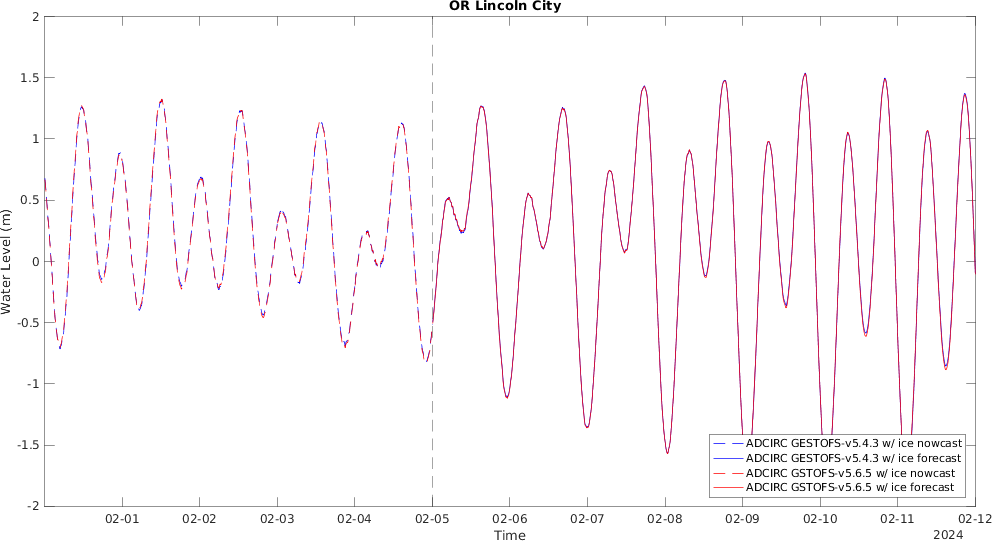 OR Lincoln City
2
1.5
1
0.5
0
-0.5
-1
-1.5
-2
Water Level (m)
ADCIRC GESTOFS-v5.4.3 w/ ice nowcast
ADCIRC GESTOFS-v5.4.3 w/ ice forecast
ADCIRC GSTOFS-v5.6.5 w/ ice nowcast
ADCIRC GSTOFS-v5.6.5 w/ ice forecast
02-01 02-02 02-03 02-04 02-05 02-06 02-07 02-08 02-09 02-10 02-11 02-12
Time
2024